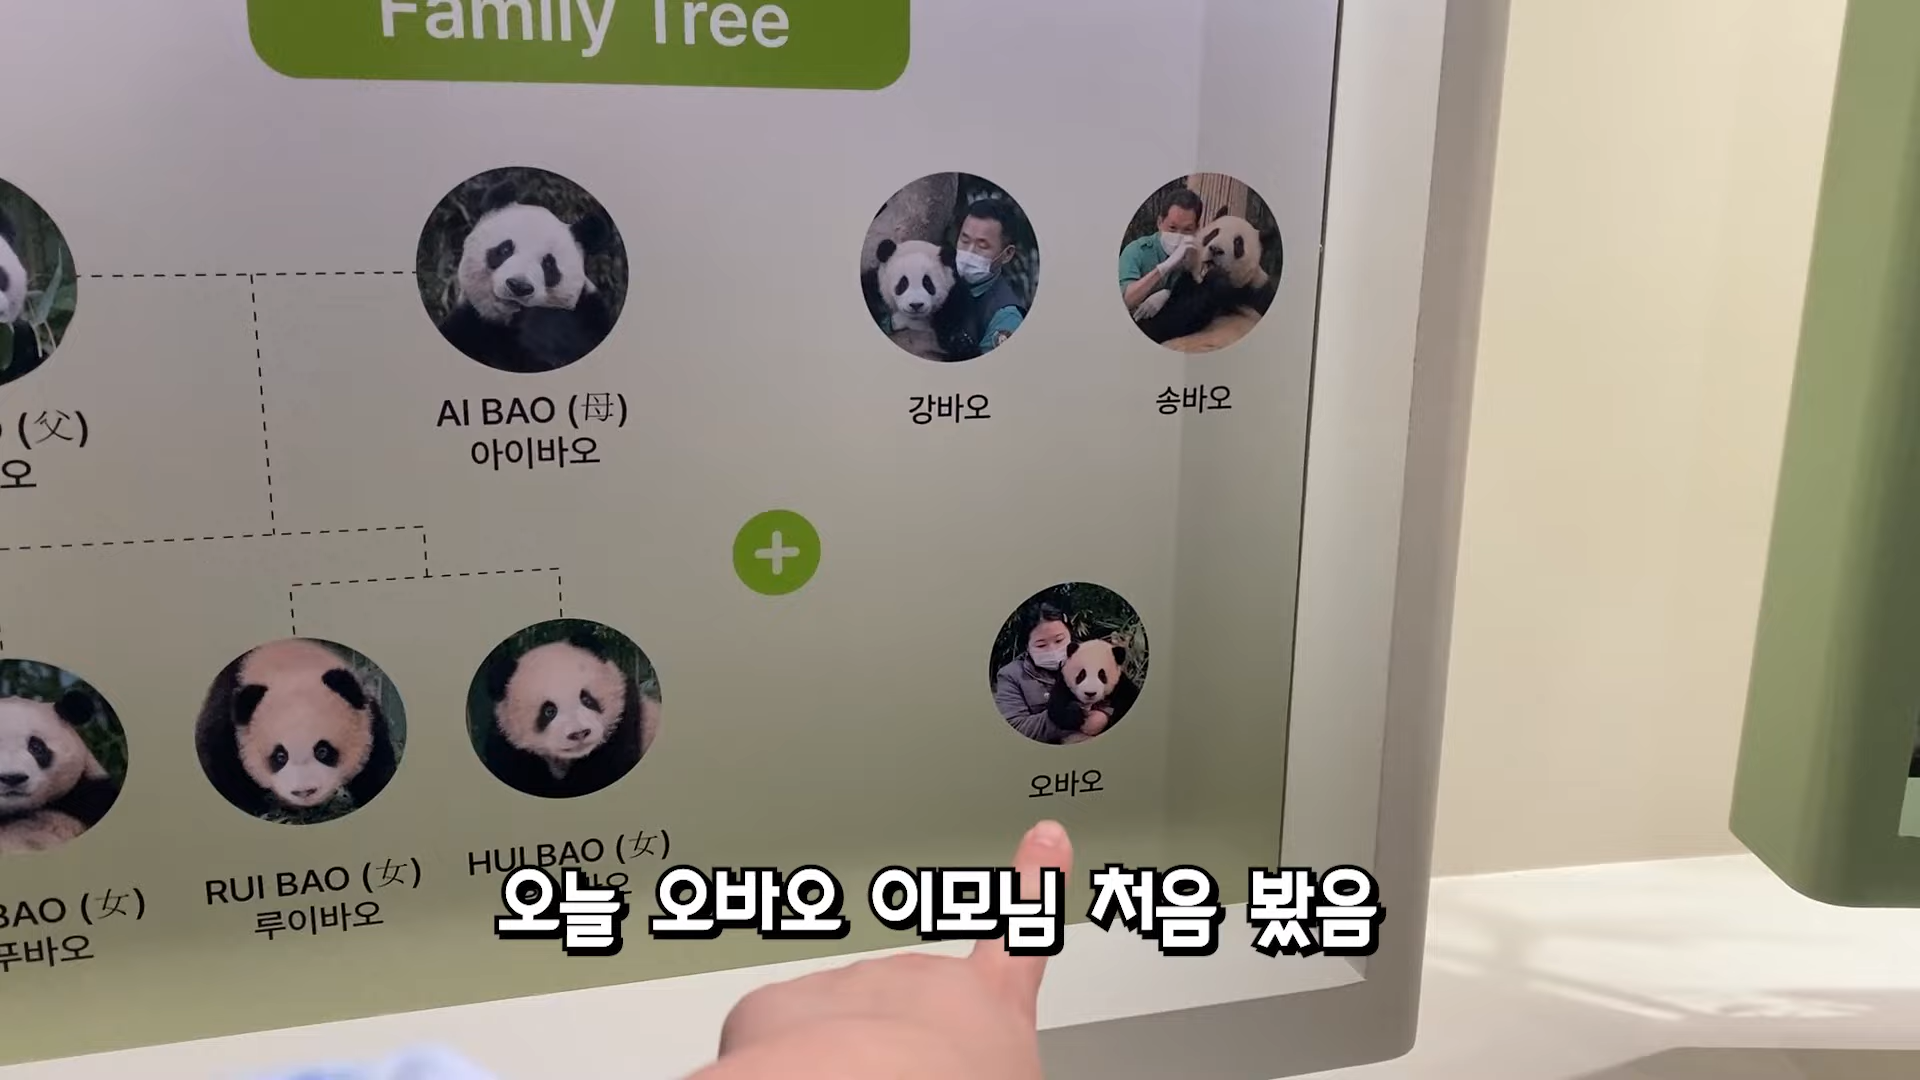 Family Tree
(父)
오
AI BAO (母)
아이바오
강바오
송바오
BAO (女)
푸바오
RUI BAO (女)
루이바오
HUI BAO (女)
오바오
오늘 오바오 이모님 처음 봤음